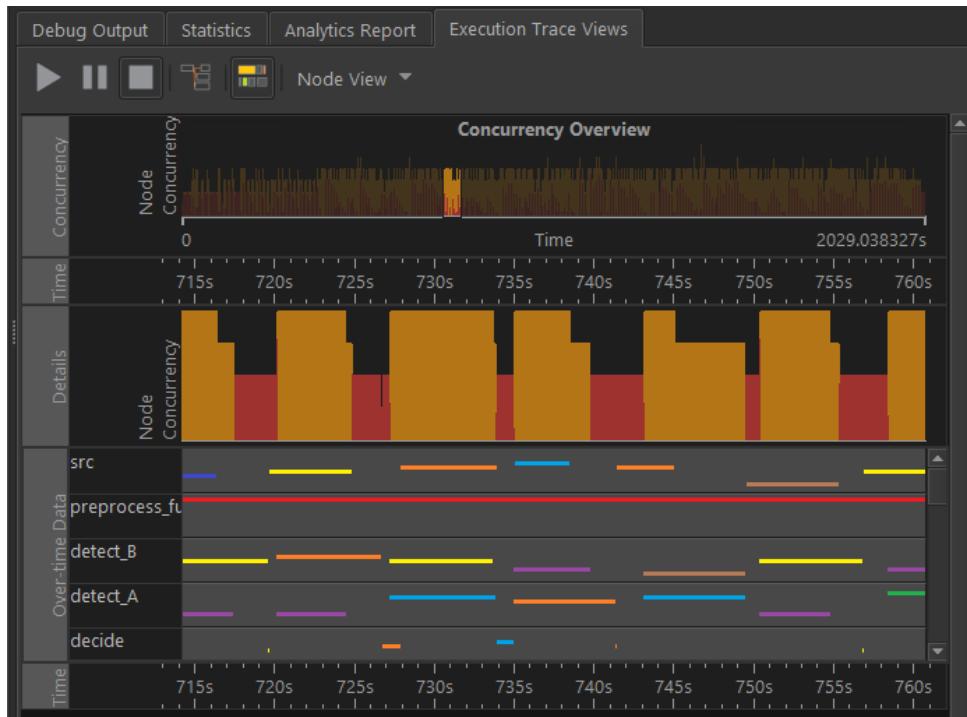 Debug Output Statistics Analytics Report Execution Trace Views
Node View
Concurrency
Node
Concurrency
Concurrency Overview
0 Time 2029.038327s
Time
715s 720s 725s 730s 735s 740s 745s 750s 755s 760s
Details
Node
Concurrency
Over-time Data
src
preprocess_fu
detect_B
detect_A
decide
Time
715s 720s 725s 730s 735s 740s 745s 750s 755s 760s